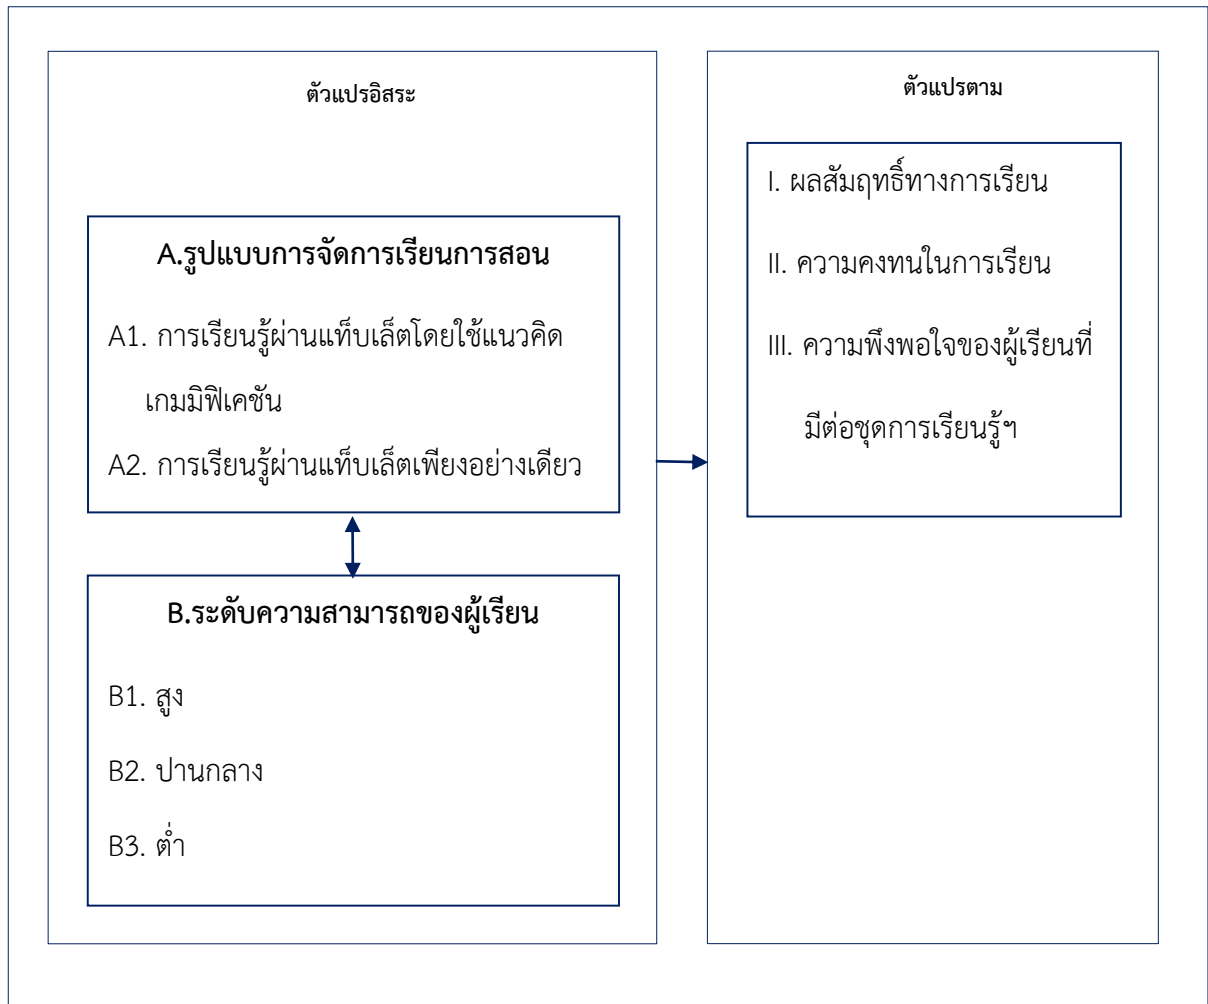 ตัวแปรอิสระ
A.รูปแบบการจัดการเรียนการสอน
A1. การเรียนรู้ผ่านแท็บเล็ตโดยใช้แนวคิด
เกมมิฟิเคชัน
A2. การเรียนรู้ผ่านแท็บเล็ตเพียงอย่างเดียว
B.ระดับความสามารถของผู้เรียน
B1. สูง
B2. ปานกลาง
B3. ต่ำ
ตัวแปรตาม
I. ผลสัมฤทธิ์ทางการเรียน
II. ความคงทนในการเรียน
III. ความพึงพอใจของผู้เรียนที่
มีต่อชุดการเรียนรู้ฯ